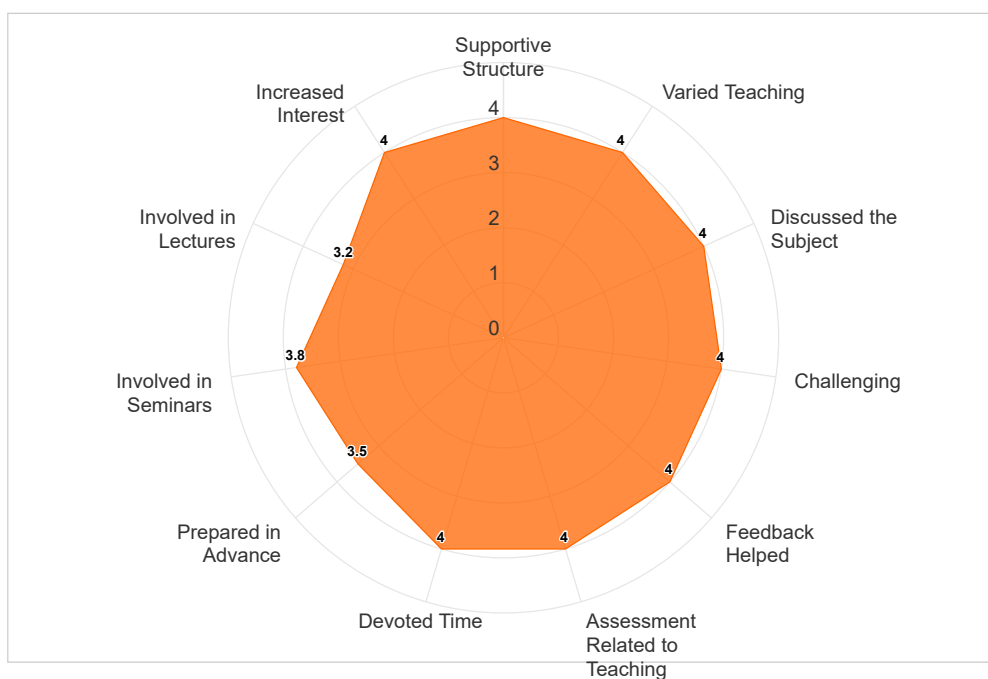 Supportive
Structure
Increased
Interest
Varied Teaching
4
4
4
3
Involved in
Lectures
Discussed the
Subject
4
3.2
2
1
0
3.8
4
Involved in
Seminars
Challenging
3.5
4
Prepared in
Advance
Feedback
Helped
4
4
Devoted Time
Assessment
Related to
Teaching